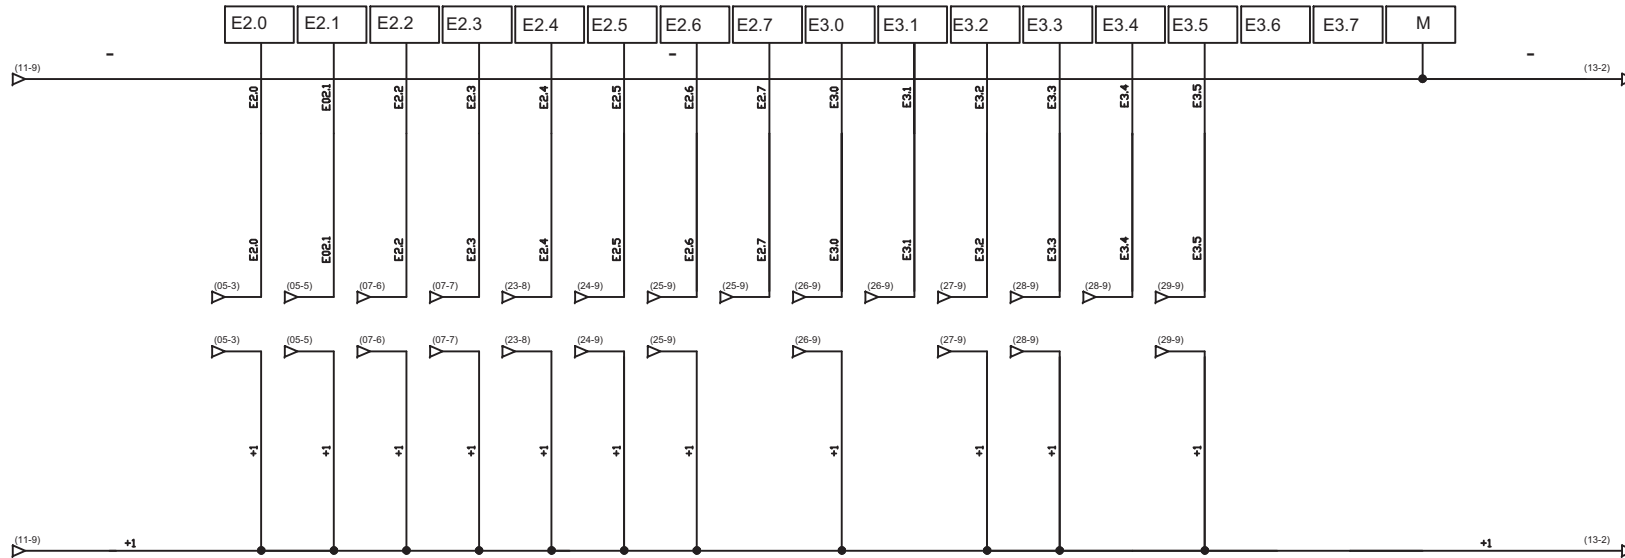 E2.0 E2.1 E2.2 E2.3 E2.4 E2.5 E2.6 E2.7 E3.0 E3.1 E3.2 E3.3 E3.4 E3.5 E3.6 E3.7 M
- - -
(11-9) (13-2)
E2.0 E02.1 E2.2 E2.3 E2.4 E2.5 E2.6 E2.7 E3.0 E3.1 E3.2 E3.3 E3.4 E3.5
E2.0 E02.1 E2.2 E2.3 E2.4 E2.5 E2.6 E2.7 E3.0 E3.1 E3.2 E3.3 E3.4 E3.5
(05-3) (05-5) (07-6) (07-7) (23-8) (24-9) (25-9) (25-9) (26-9) (26-9) (27-9) (28-9) (28-9) (29-9)
(05-3) (05-5) (07-6) (07-7) (23-8) (24-9) (25-9) (26-9) (27-9) (28-9) (29-9)
+1 +1 +1 +1 +1 +1 +1 +1 +1 +1 +1
(11-9) +1 +1 (13-2)